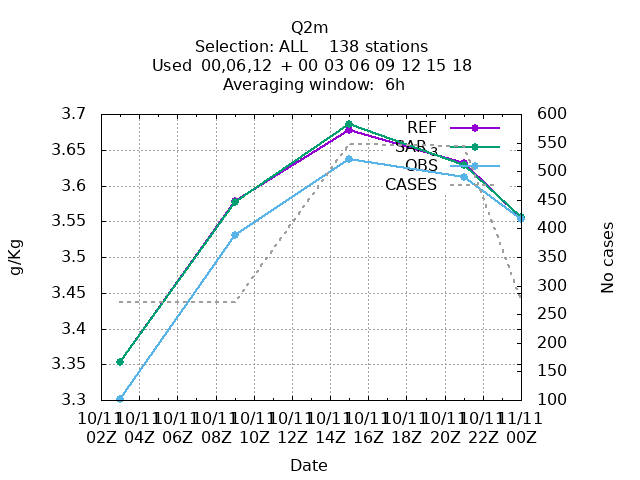 Q2m
Selection: ALL    138 stations
Used  00,06,12  + 00 03 06 09 12 15 18
Averaging window:  6h
3.7
3.65
3.6
3.55
3.5
3.45
3.4
3.35
3.3
g/Kg
600
550
500
450
400
350
300
250
200
150
100
No cases
REF
SAR_3
OBS
CASES
10/11 10/11 10/11 10/11 10/11 10/11 10/11 10/11 10/11 10/11 10/11 11/11
02Z 04Z 06Z 08Z 10Z 12Z 14Z 16Z 18Z 20Z 22Z 00Z
Date